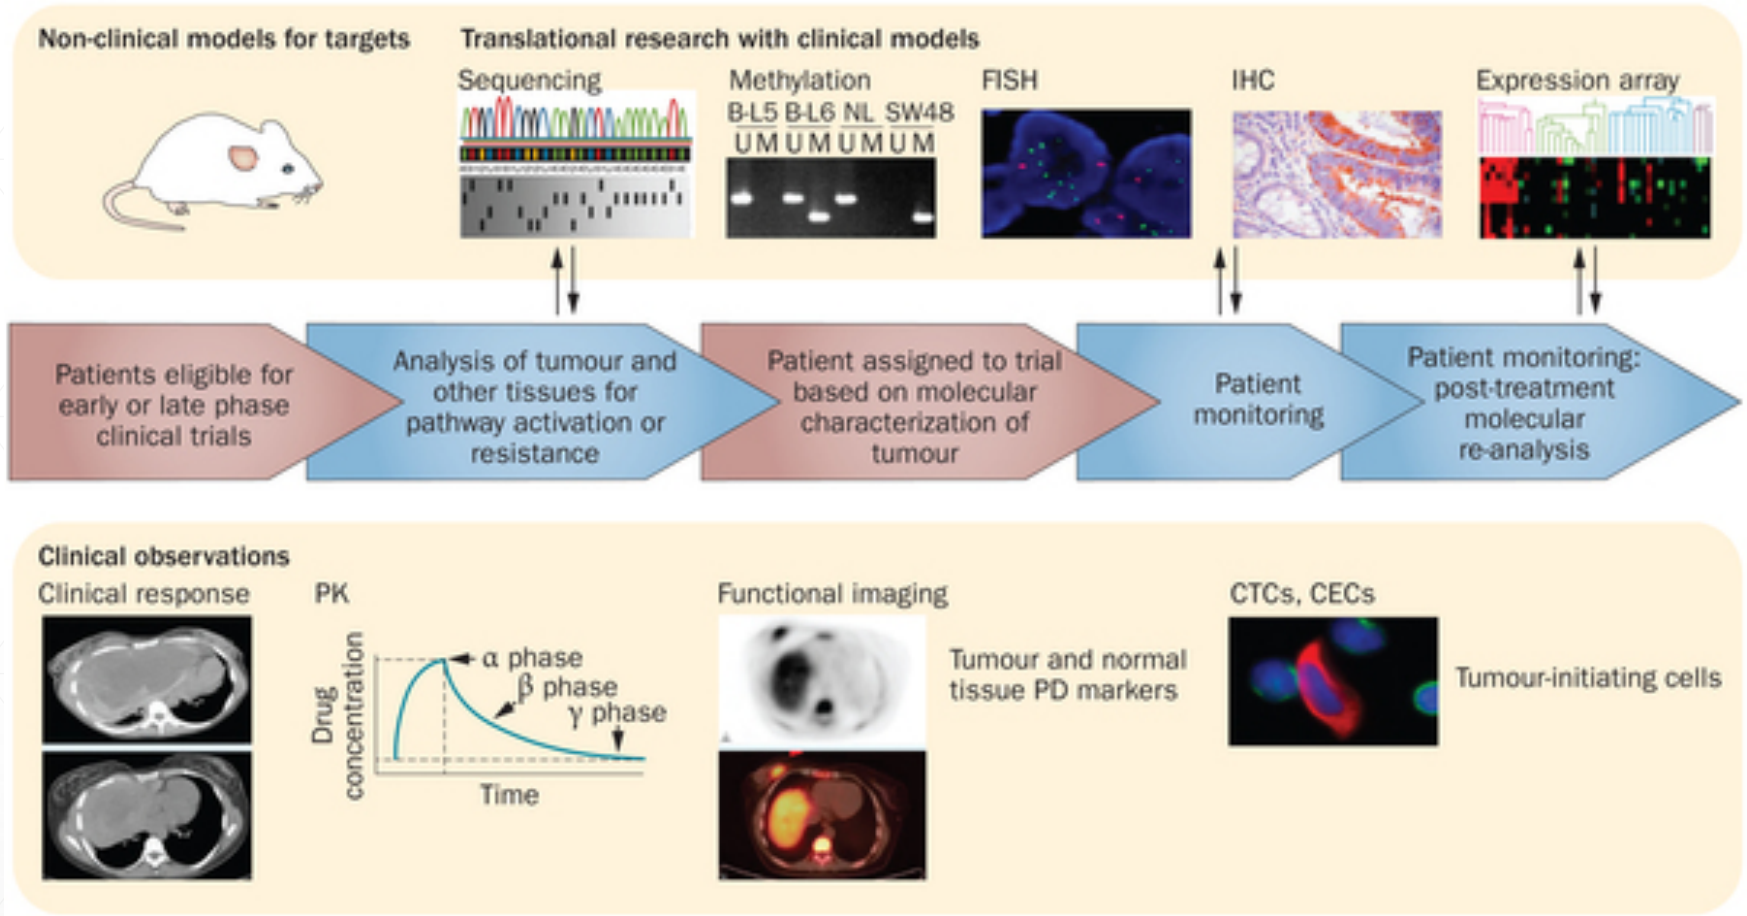 Non-clinical models for targets
Translational research with clinical models
Sequencing
Methylation
FISH
IHC
Expression array
B-L5 B-L6 NL SW48
U M U M U M U M
Patients eligible for
early or late phase
clinical trials
Analysis of tumour and
other tissues for
pathway activation or
resistance
Patient assigned to trial
based on molecular
characterization of
tumour
Patient
monitoring
Patient monitoring:
post-treatment
molecular
re-analysis
Clinical observations
Clinical response
PK
Drug
concentration
α phase
β phase
γ phase
Time
Functional imaging
Tumour and normal
tissue PD markers
CTCs, CECs
Tumour-initiating cells